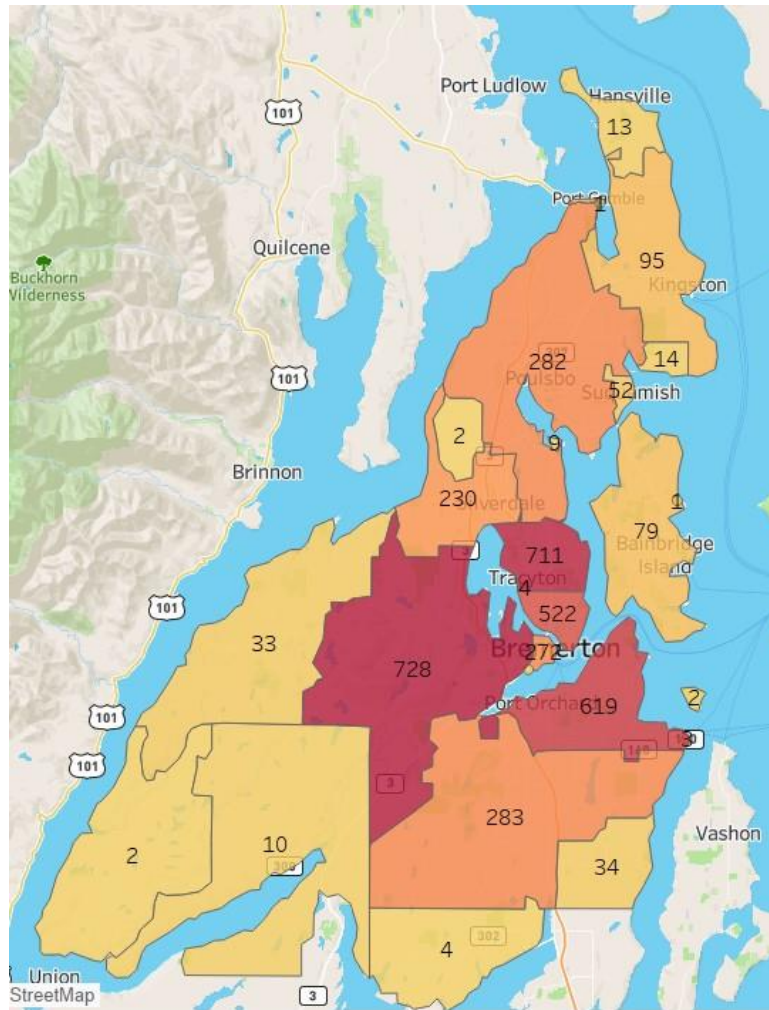 Port Ludlow
Hansville
13
101
Port Gamble
1
Quilcene
95
Kingston
Buckhorn
Wilderness
282
14
Poulsbo
101
52
2
9
Brinnon
230
Silverdale
1
79
Bainbridge
Island
3
711
Tracyton
4
522
101
33
Bremerton
272
728
Port Orchard
619
2
101
3
101
3
283
Vashon
10
2
34
4
302
Union
3
StreetMap